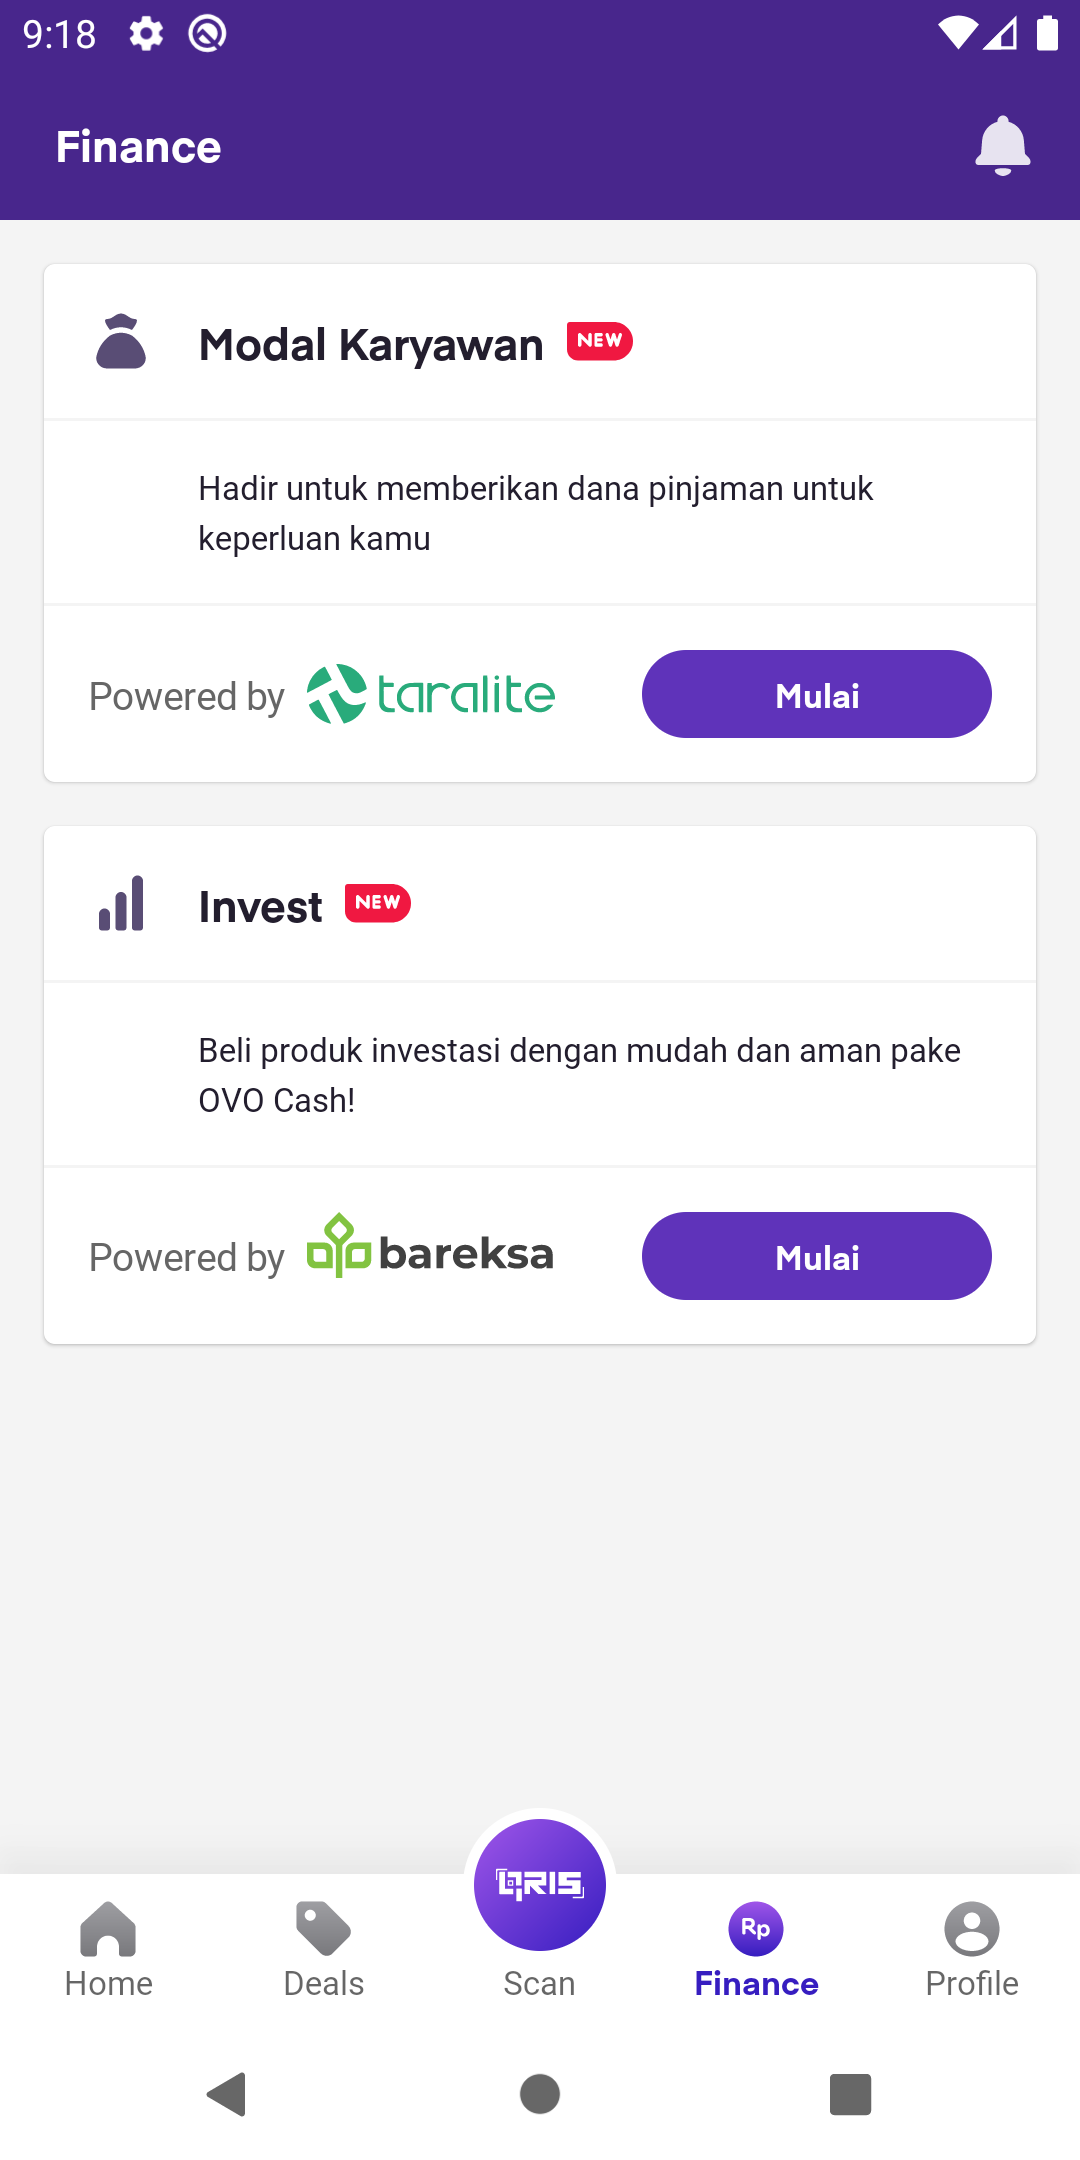 9:18
Finance
Modal Karyawan NEW
Hadir untuk memberikan dana pinjaman untuk
keperluan kamu
Powered by taralite Mulai
Invest NEW
Beli produk investasi dengan mudah dan aman pake
OVO Cash!
Powered by bareksa Mulai
QRIS
Rp
Home Deals Scan Finance Profile